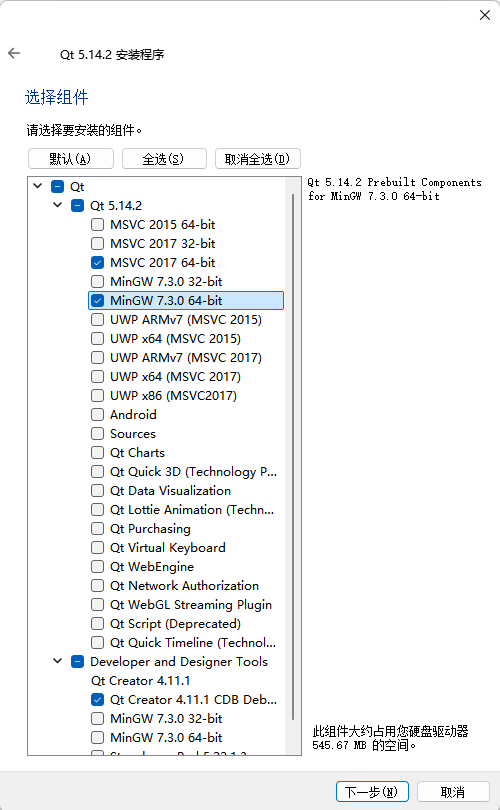 Qt 5.14.2 安装程序
选择组件
请选择要安装的组件。
默认(A)
全选(S)
取消全选(D)
Qt
Qt 5.14.2
MSVC 2015 64-bit
MSVC 2017 32-bit
MSVC 2017 64-bit
MinGW 7.3.0 32-bit
MinGW 7.3.0 64-bit
UWP ARMv7 (MSVC 2015)
UWP x64 (MSVC 2015)
UWP ARMv7 (MSVC 2017)
UWP x64 (MSVC 2017)
UWP x86 (MSVC2017)
Android
Sources
Qt Charts
Qt Quick 3D (Technology P...
Qt Data Visualization
Qt Lottie Animation (Techn...
Qt Purchasing
Qt Virtual Keyboard
Qt WebEngine
Qt Network Authorization
Qt WebGL Streaming Plugin
Qt Script (Deprecated)
Qt Quick Timeline (Technol...
Developer and Designer Tools
Qt Creator 4.11.1
Qt Creator 4.11.1 CDB Deb...
MinGW 7.3.0 32-bit
MinGW 7.3.0 64-bit
Qt 5.14.2 Prebuilt Components
for MinGW 7.3.0 64-bit
此组件大约占用您硬盘驱动器
545.67 MB 的空间。
下一步(N)
取消